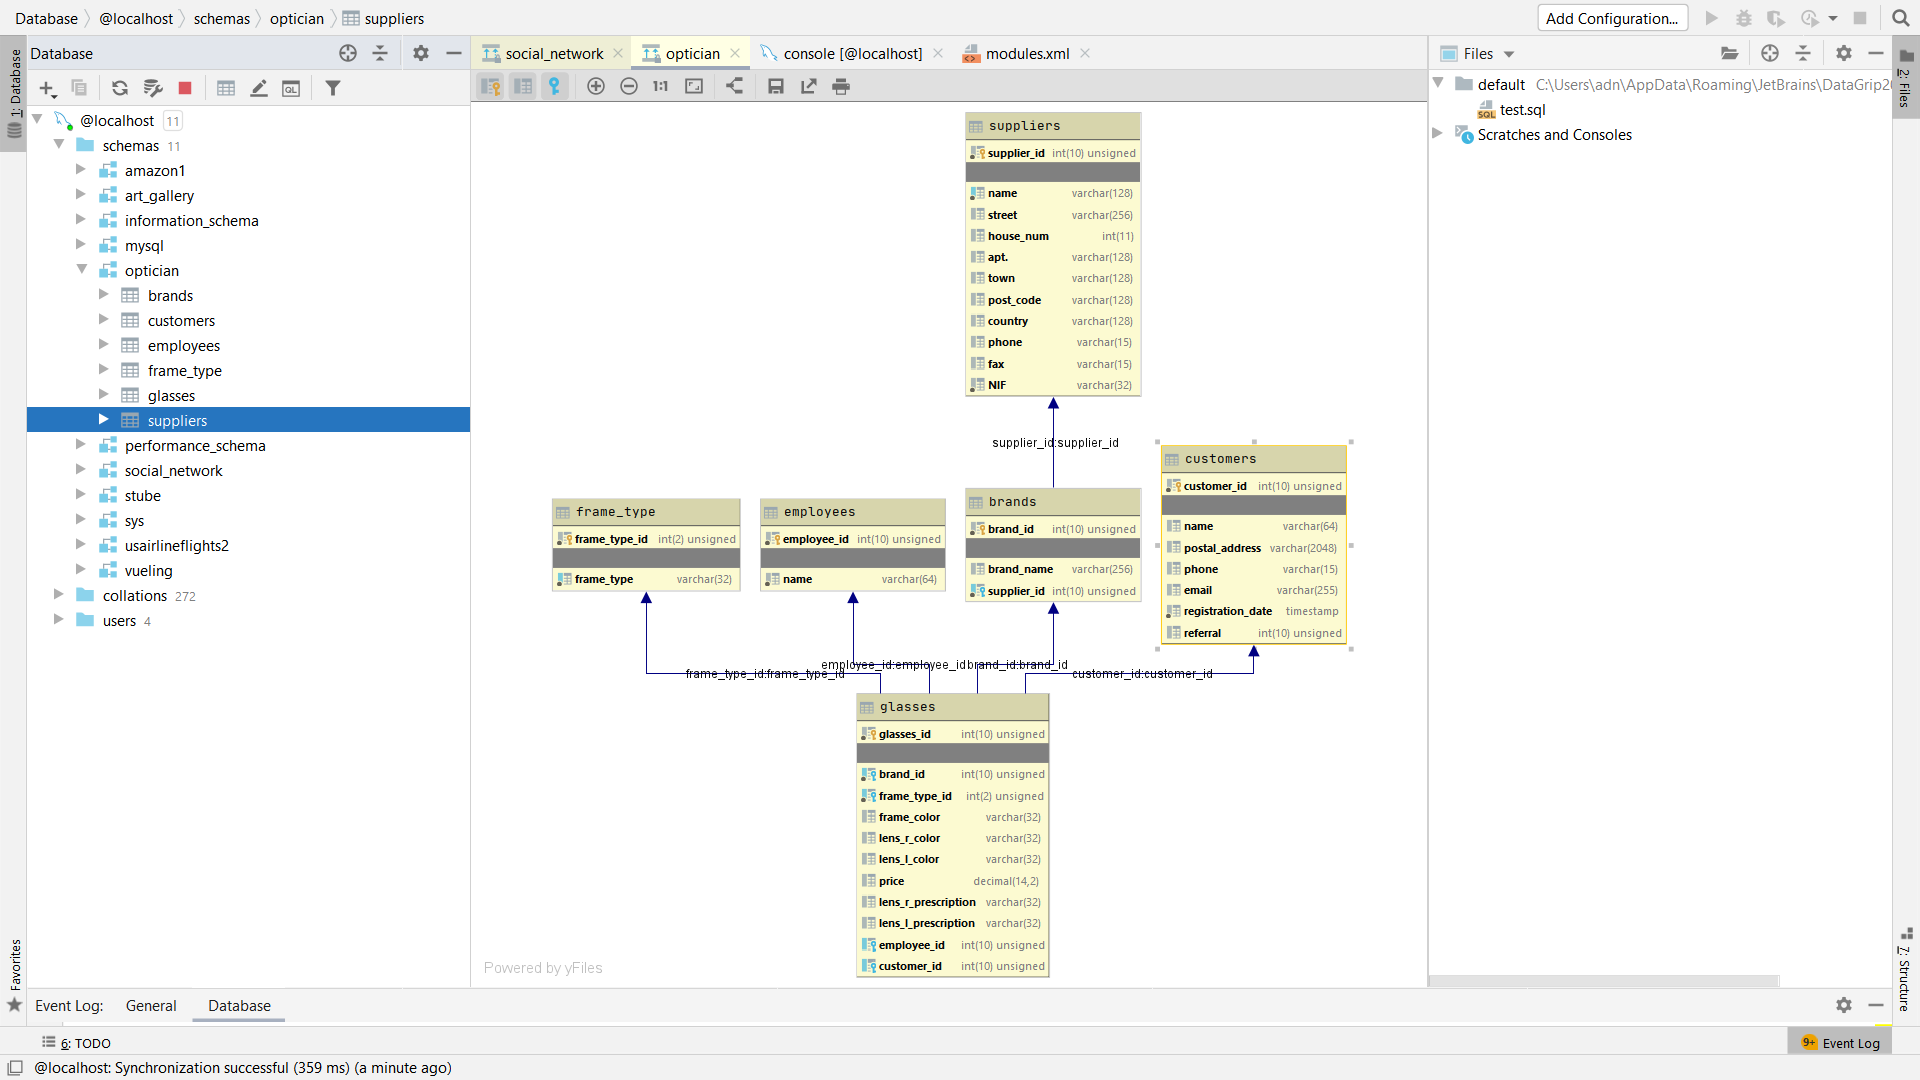 Database @localhost schemas optician suppliers
Add Configuration...
1: Database
Database
@localhost 11
schemas 11
amazon1
art_gallery
information_schema
mysql
optician
brands
customers
employees
frame_type
glasses
suppliers
performance_schema
social_network
stube
sys
usairlineflights2
vueling
collations 272
users 4
Favorites
social_network optician console [@localhost] modules.xml
1:1
QL
suppliers
supplier_id int(10) unsigned
name varchar(128)
street varchar(256)
house_num int(11)
apt. varchar(128)
town varchar(128)
post_code varchar(128)
country varchar(128)
phone varchar(15)
fax varchar(15)
NIF varchar(32)
supplier_id:supplier_id
frame_type
frame_type_id int(2) unsigned
frame_type varchar(32)
employees
employee_id int(10) unsigned
name varchar(64)
brands
brand_id int(10) unsigned
brand_name varchar(256)
supplier_id int(10) unsigned
customers
customer_id int(10) unsigned
name varchar(64)
postal_address varchar(2048)
phone varchar(15)
email varchar(255)
registration_date timestamp
referral int(10) unsigned
frame_type_id:frame_type_id
employee_id:employee_id
brand_id:brand_id
customer_id:customer_id
glasses
glasses_id int(10) unsigned
brand_id int(10) unsigned
frame_type_id int(2) unsigned
frame_color varchar(32)
lens_r_color varchar(32)
lens_l_color varchar(32)
price decimal(14,2)
lens_r_prescription varchar(32)
lens_l_prescription varchar(32)
employee_id int(10) unsigned
customer_id int(10) unsigned
Powered by yFiles
Files
default C:\Users\adn\AppData\Roaming\JetBrains\DataGrip20
SQL test.sql
Scratches and Consoles
2: Files
7: Structure
Event Log: General Database
6: TODO
9+ Event Log
@localhost: Synchronization successful (359 ms) (a minute ago)